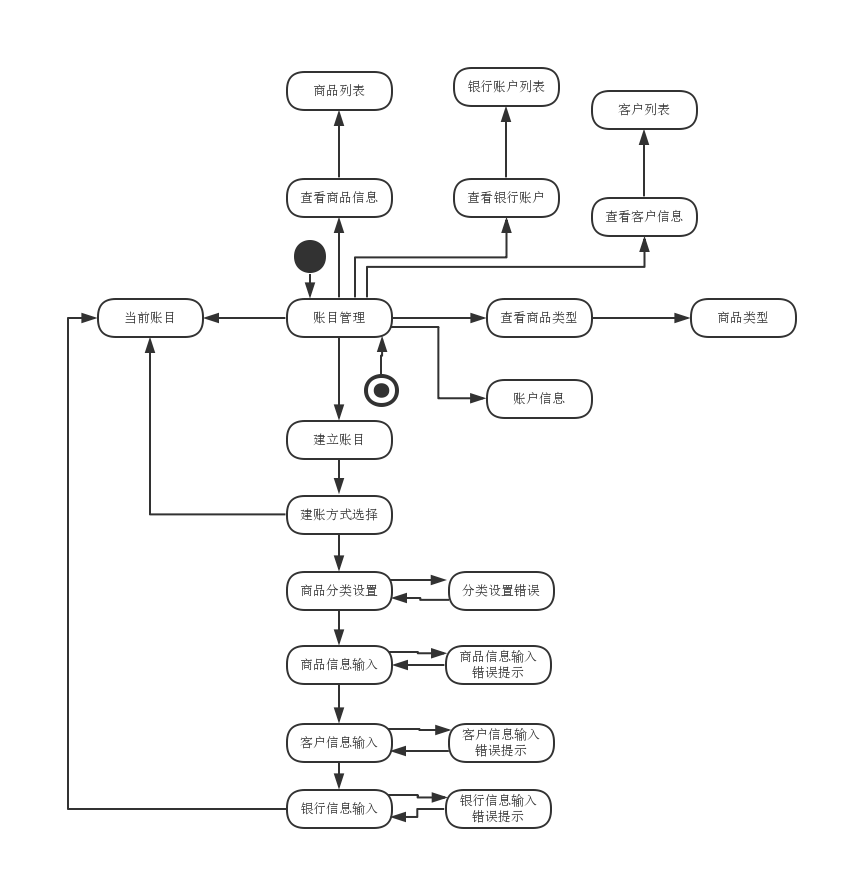 商品列表
银行账户列表
客户列表
查看商品信息
查看银行账户
查看客户信息
当前账目
账目管理
查看商品类型
商品类型
账户信息
建立账目
建账方式选择
商品分类设置
分类设置错误
商品信息输入
商品信息输入
错误提示
客户信息输入
客户信息输入
错误提示
银行信息输入
银行信息输入
错误提示